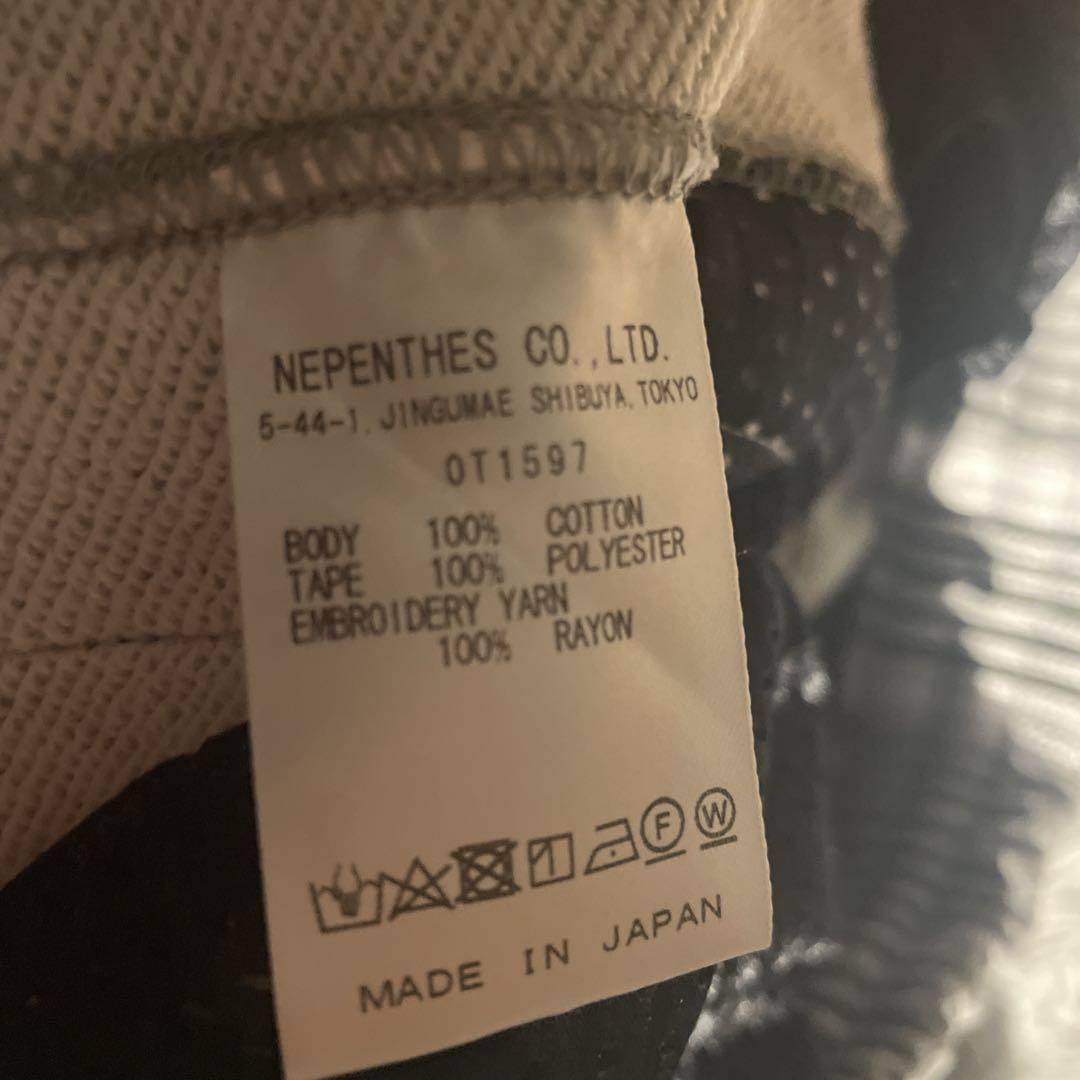 NEPENTHES CO.,LTD.
5-44-1, JINGUMAE SHIBUYA, TOKYO
OT1597
BODY 100% COTTON
TAPE 100% POLYESTER
EMBROIDERY YARN
100% RAYON
F W
MADE IN JAPAN